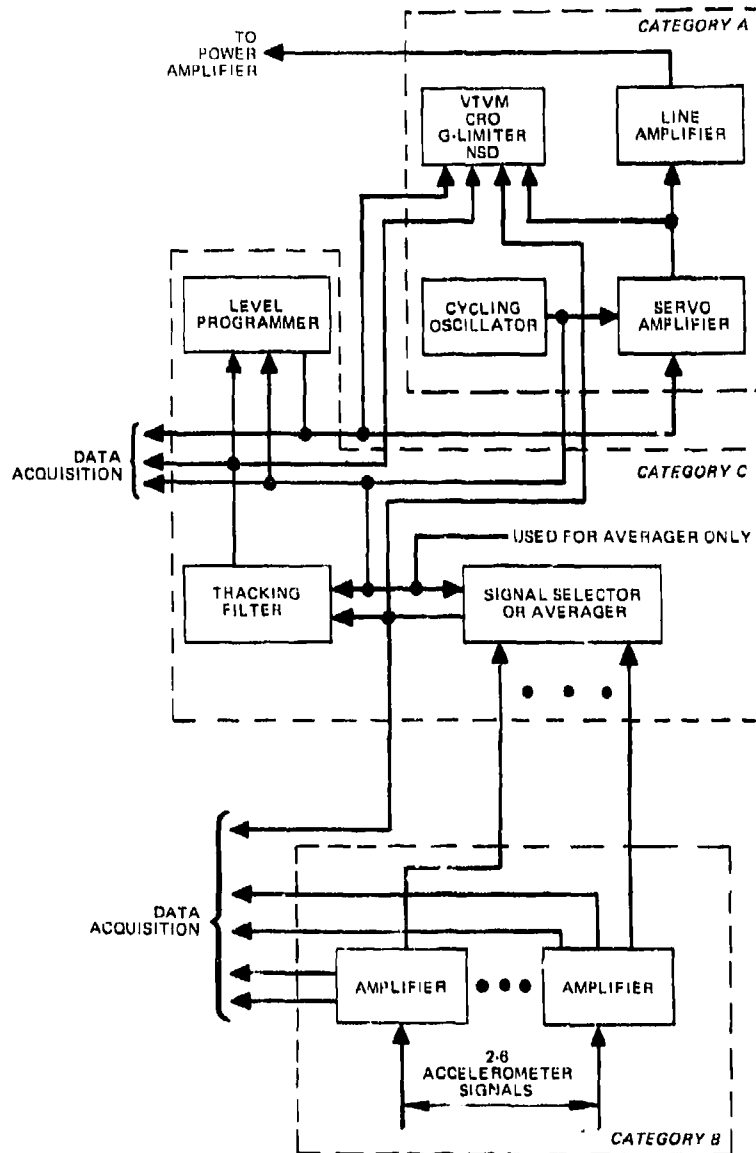 CATEGORY A
TO
POWER
AMPLIFIER
VTVM
CRO
G-LIMITER
NSD
LINE
AMPLIFIER
LEVEL
PROGRAMMER
CYCLING
OSCILLATOR
SERVO
AMPLIFIER
DATA
ACQUISITION
CATEGORY C
USED FOR AVERAGER ONLY
TRACKING
FILTER
SIGNAL SELECTOR
OR AVERAGER
DATA
ACQUISITION
AMPLIFIER
AMPLIFIER
2-6
ACCELEROMETER
SIGNALS
CATEGORY B